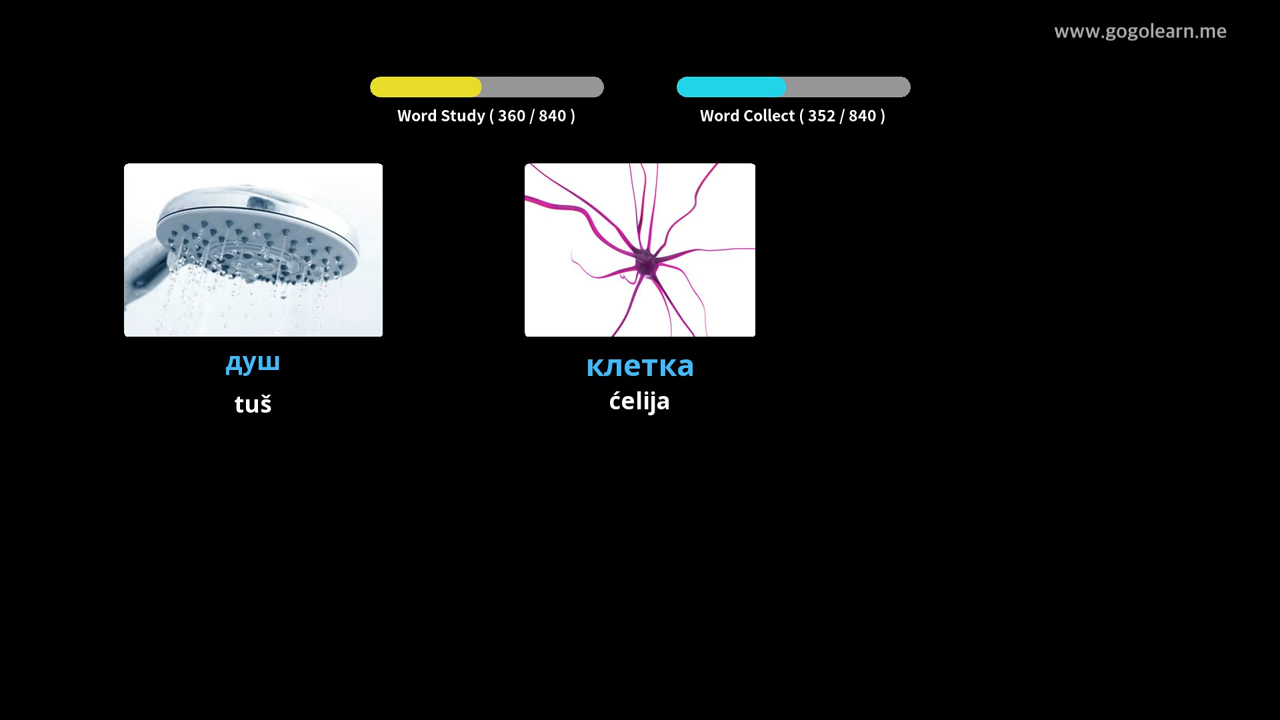 www.gogolearn.me
Word Study ( 360 / 840 )
Word Collect ( 352 / 840 )
душ
tuš
клетка
ćelija